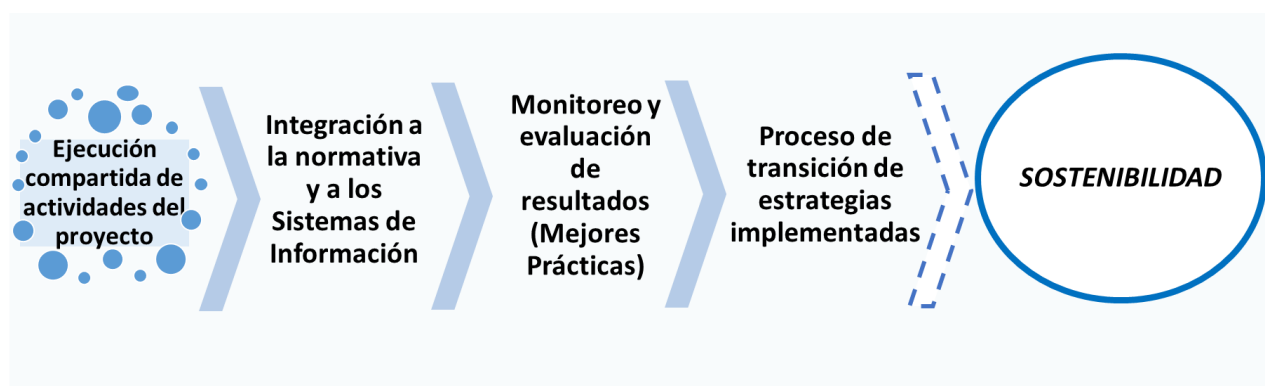 Ejecución
compartida de
actividades del
proyecto
Integración a
la normativa
y a los
Sistemas de
Información
Monitoreo y
evaluación
de
resultados
(Mejores
Prácticas)
Proceso de
transición de
estrategias
implementadas
SOSTENIBILIDAD